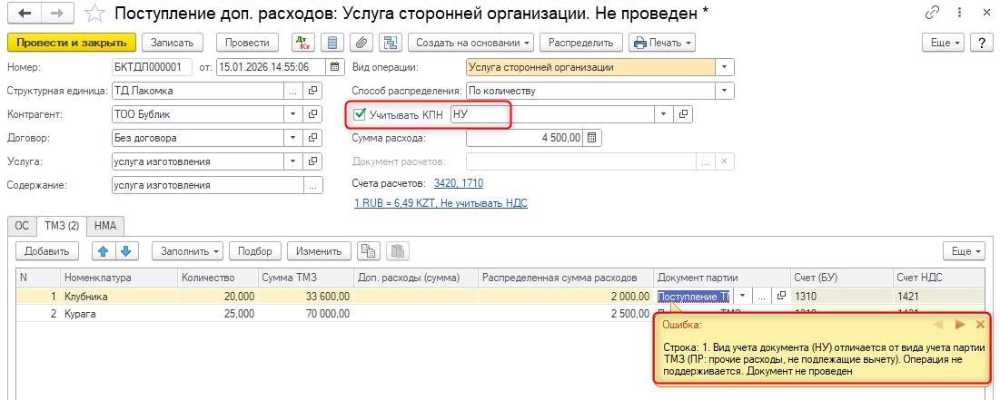 Поступление доп. расходов: Услуга сторонней организации. Не проведен *
Провести и закрыть Записать Провести Дт Кт Создать на основании Распределить Печать Еще ?
Номер: БКТДЛ000001 от: 15.01.2026 14:55:06 Вид операции: Услуга сторонней организации
Структурная единица: ТД Лакомка ... Способ распределения: По количеству
Контрагент: ТОО Бублик Учитывать КПН НУ
Договор: Без договора Сумма расхода: 4 500,00
Услуга: услуга изготовления Документ расчетов: ...
Содержание: услуга изготовления ... Счета расчетов: 3420, 1710
1 RUB = 6,49 KZT, Не учитывать НДС
ОС ТМЗ (2) НМА
Добавить Заполнить Подбор Изменить Еще
N Номенклатура Количество Сумма ТМЗ Доп. расходы (сумма) Распределенная сумма расходов Документ партии Счет (БУ) Счет НДС
1 Клубника 20,000 33 600,00 2 000,00 Поступление ... 1310 1421
2 Курага 25,000 70 000,00 2 500,00
Ошибка:
Строка: 1. Вид учета документа (НУ) отличается от вида учета партии
ТМЗ (ПР: прочие расходы, не подлежащие вычету). Операция не
поддерживается. Документ не проведен